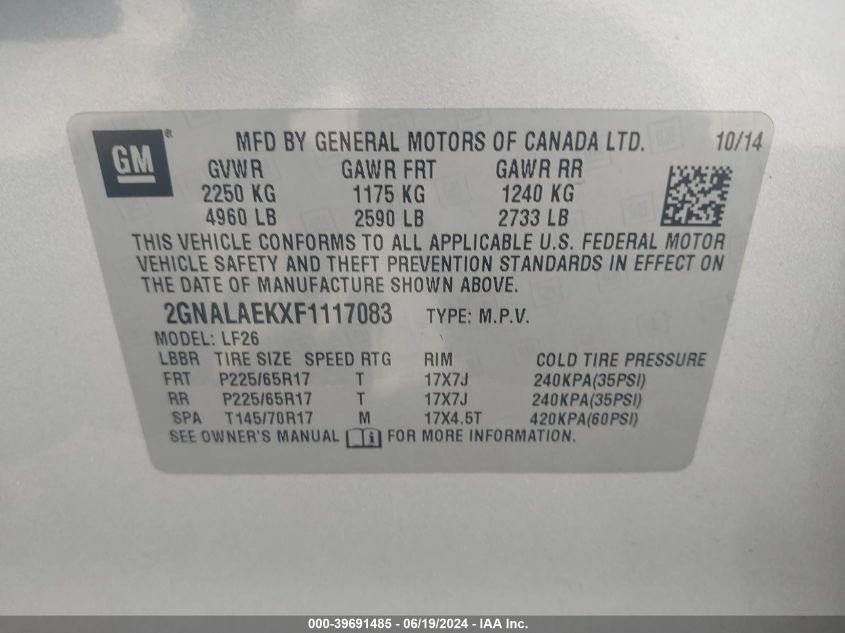 GM ® MFD BY GENERAL MOTORS OF CANADA LTD. 10/14
GVWR GAWR FRT GAWR RR
2250 KG 1175 KG 1240 KG
4960 LB 2590 LB 2733 LB
THIS VEHICLE CONFORMS TO ALL APPLICABLE U.S. FEDERAL MOTOR
VEHICLE SAFETY AND THEFT PREVENTION STANDARDS IN EFFECT ON
THE DATE OF MANUFACTURE SHOWN ABOVE.
2GNALAEKXF1117083 TYPE: M.P.V.
MODEL: LF26
LBBR TIRE SIZE SPEED RTG RIM COLD TIRE PRESSURE
FRT P225/65R17 T 17X7J 240KPA(35PSI)
RR P225/65R17 T 17X7J 240KPA(35PSI)
SPA T145/70R17 M 17X4.5T 420KPA(60PSI)
SEE OWNER'S MANUAL FOR MORE INFORMATION.
000-39691485 - 06/19/2024 - IAA Inc.